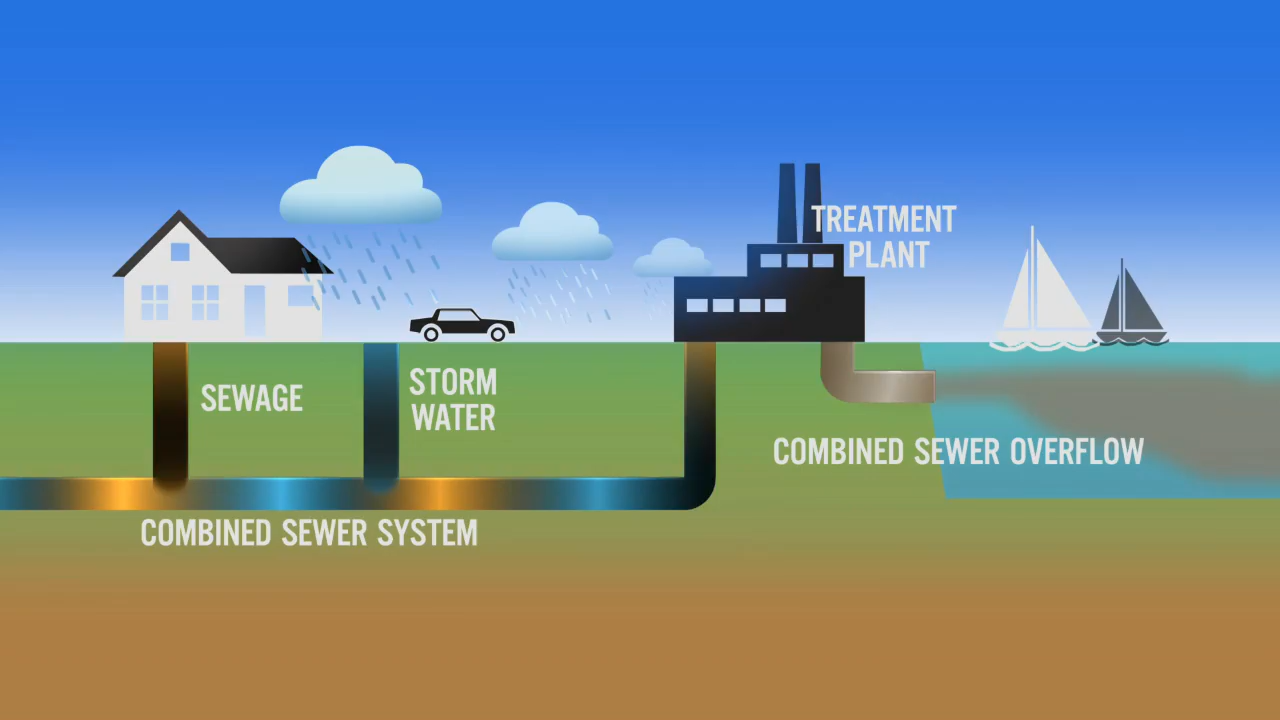 TREATMENT
PLANT
SEWAGE
STORM
WATER
COMBINED SEWER OVERFLOW
COMBINED SEWER SYSTEM